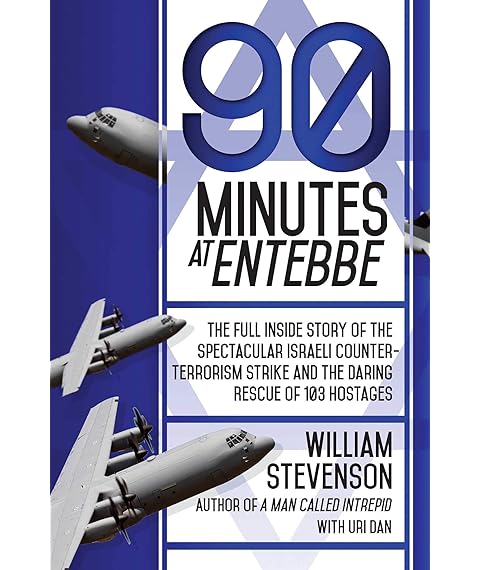 90
MINUTES
AT ENTEBBE
THE FULL INSIDE STORY OF THE
SPECTACULAR ISRAELI COUNTER-
TERRORISM STRIKE AND THE DARING
RESCUE OF 103 HOSTAGES
WILLIAM
STEVENSON
AUTHOR OF A MAN CALLED INTREPID
WITH URI DAN